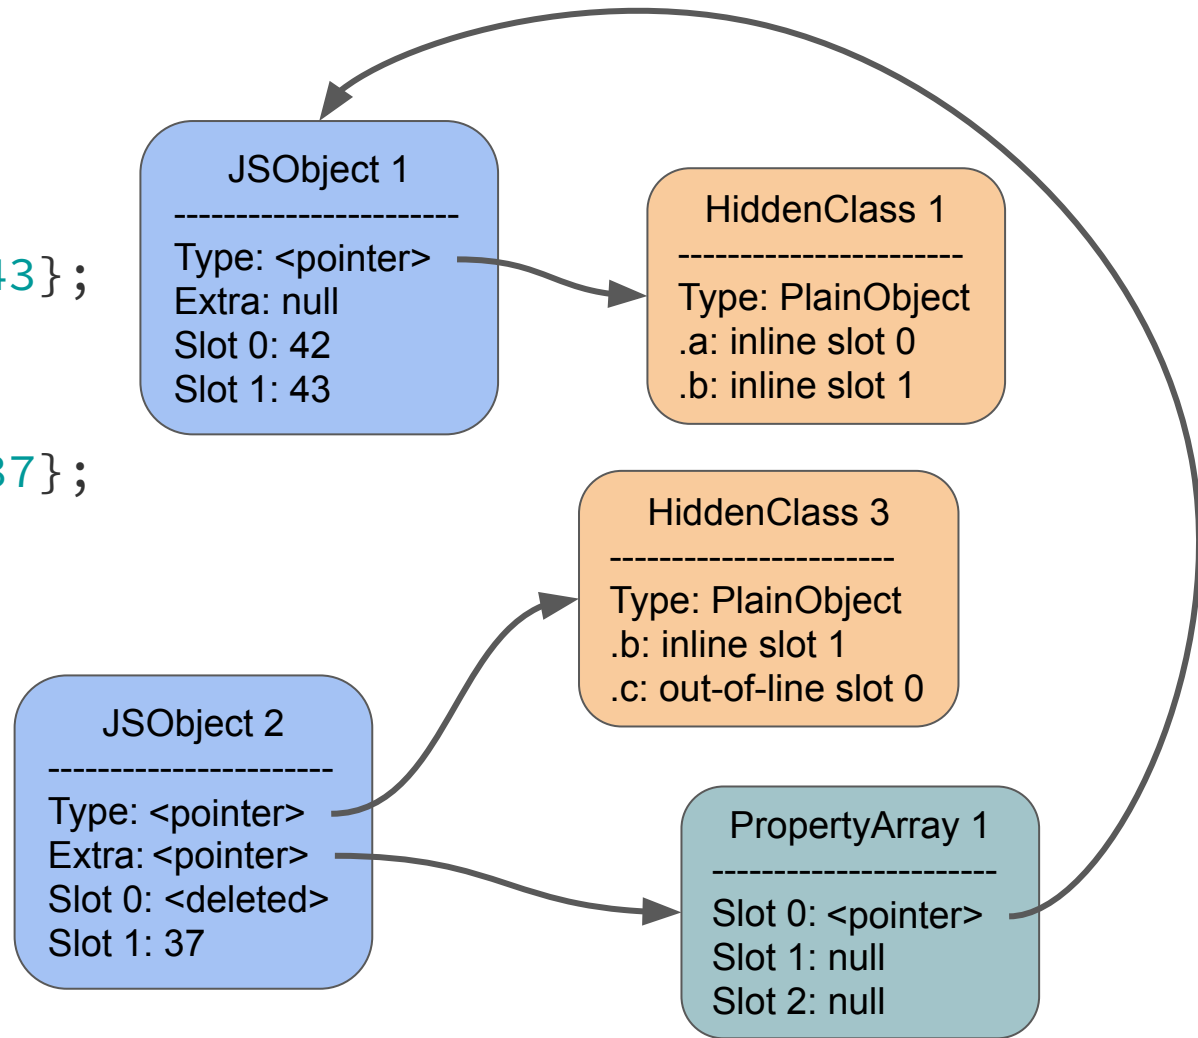 JSObject 1
-----------------------
Type: <pointer>
Extra: null
Slot 0: 42
Slot 1: 43
HiddenClass 1
-----------------------
Type: PlainObject
.a: inline slot 0
.b: inline slot 1
3};
7};
HiddenClass 3
-----------------------
Type: PlainObject
.b: inline slot 1
.c: out-of-line slot 0
JSObject 2
-----------------------
Type: <pointer>
Extra: <pointer>
Slot 0: <deleted>
Slot 1: 37
PropertyArray 1
-----------------------
Slot 0: <pointer>
Slot 1: null
Slot 2: null